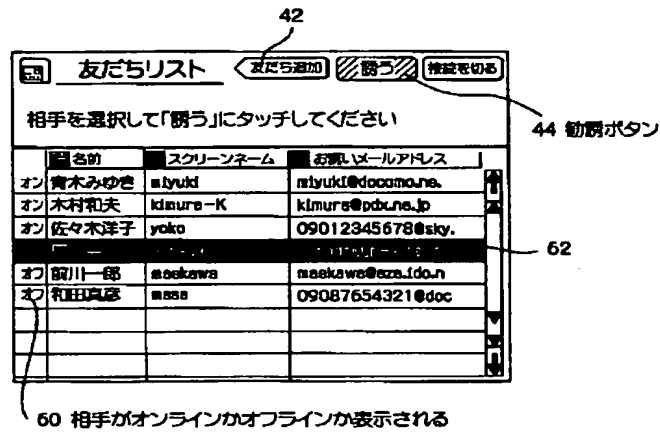 42
友だちリスト 友だち追加 誘う 接続を切る
相手を選択して「誘う」にタッチしてください
44 勧誘ボタン
名前 スクリーンネーム お誘いメールアドレス
オン 青木みゆき miyuki miyuki@docomo.ne.
オン 木村和夫 kimura-K kimura@pdx.ne.jp
オン 佐々木洋子 yoko 09012345678@sky.
62
オフ 前川一郎 maekawa maekawa@eza.ido.n
オフ 和田真彦 masa 09087654321@doc
60 相手がオンラインかオフラインか表示される